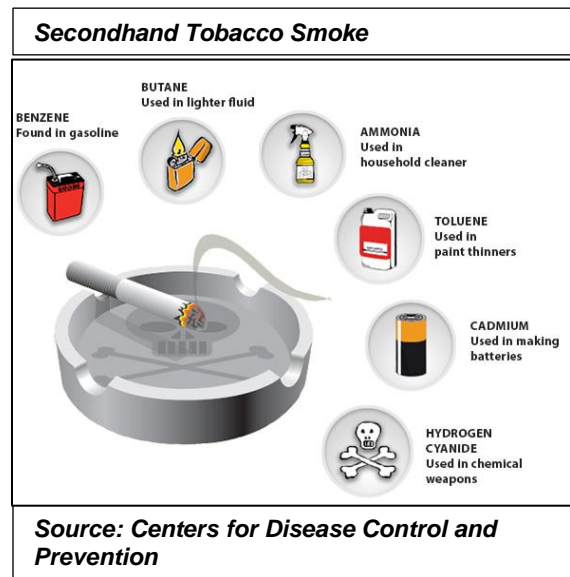 Secondhand Tobacco Smoke
BUTANE
Used in lighter fluid
BENZENE
Found in gasoline
AMMONIA
Used in
household cleaner
TOLUENE
Used in
paint thinners
CADMIUM
Used in making
batteries
HYDROGEN
CYANIDE
Used in chemical
weapons
Source: Centers for Disease Control and
Prevention